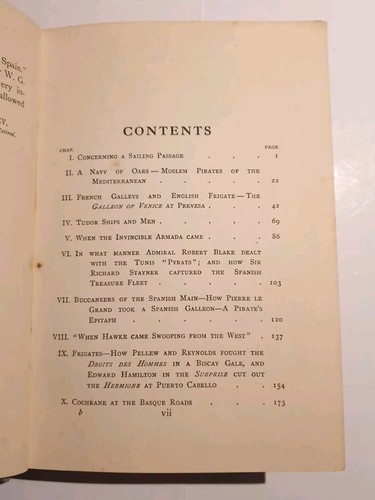 Spain."
W. G.
ery in-
allowed
CONTENTS
CHAP. PAGE
I. Concerning a Sailing Passage . . . 1
II. A Navy of Oars—Moslem Pirates of the
Mediterranean . . . . . 22
III. French Galleys and English Frigate—The
Galleon of Venice at Prevesa . . 42
IV. Tudor Ships and Men . . . . 69
V. When the Invincible Armada came . . 86
VI. In what manner Admiral Robert Blake dealt
with the Tunis "Pyrats"; and how Sir
Richard Stayner captured the Spanish
Treasure Fleet . . . . 103
VII. Buccaneers of the Spanish Main—How Pierre le
Grand took a Spanish Galleon—A Pirate's
Epitaph . . . . . 120
VIII. "When Hawke came Swooping from the West" . 137
IX. Frigates—How Pellew and Reynolds fought the
Droits des Hommes in a Biscay Gale, and
Edward Hamilton in the Surprise cut out
the Hermione at Puerto Cabello . . 154
X. Cochrane at the Basque Roads . . . 173
b vii